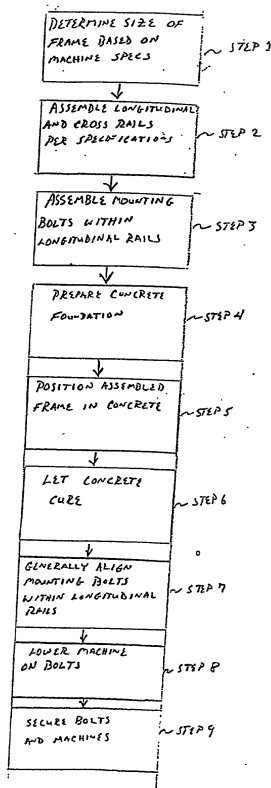 DETERMINE SIZE OF
FRAME BASED ON
MACHINE SPECS
STEP 1
ASSEMBLE LONGITUDINAL
AND CROSS RAILS
PER SPECIFICATIONS
STEP 2
ASSEMBLE MOUNTING
BOLTS WITHIN
LONGITUDINAL RAILS
STEP 3
PREPARE CONCRETE
FOUNDATION
STEP 4
POSITION ASSEMBLED
FRAME IN CONCRETE
STEP 5
LET CONCRETE
CURE
STEP 6
GENERALLY ALIGN
MOUNTING BOLTS
WITHIN LONGITUDINAL
RAILS
STEP 7
LOWER MACHINE
ON BOLTS
STEP 8
SECURE BOLTS
AND MACHINES
STEP 9